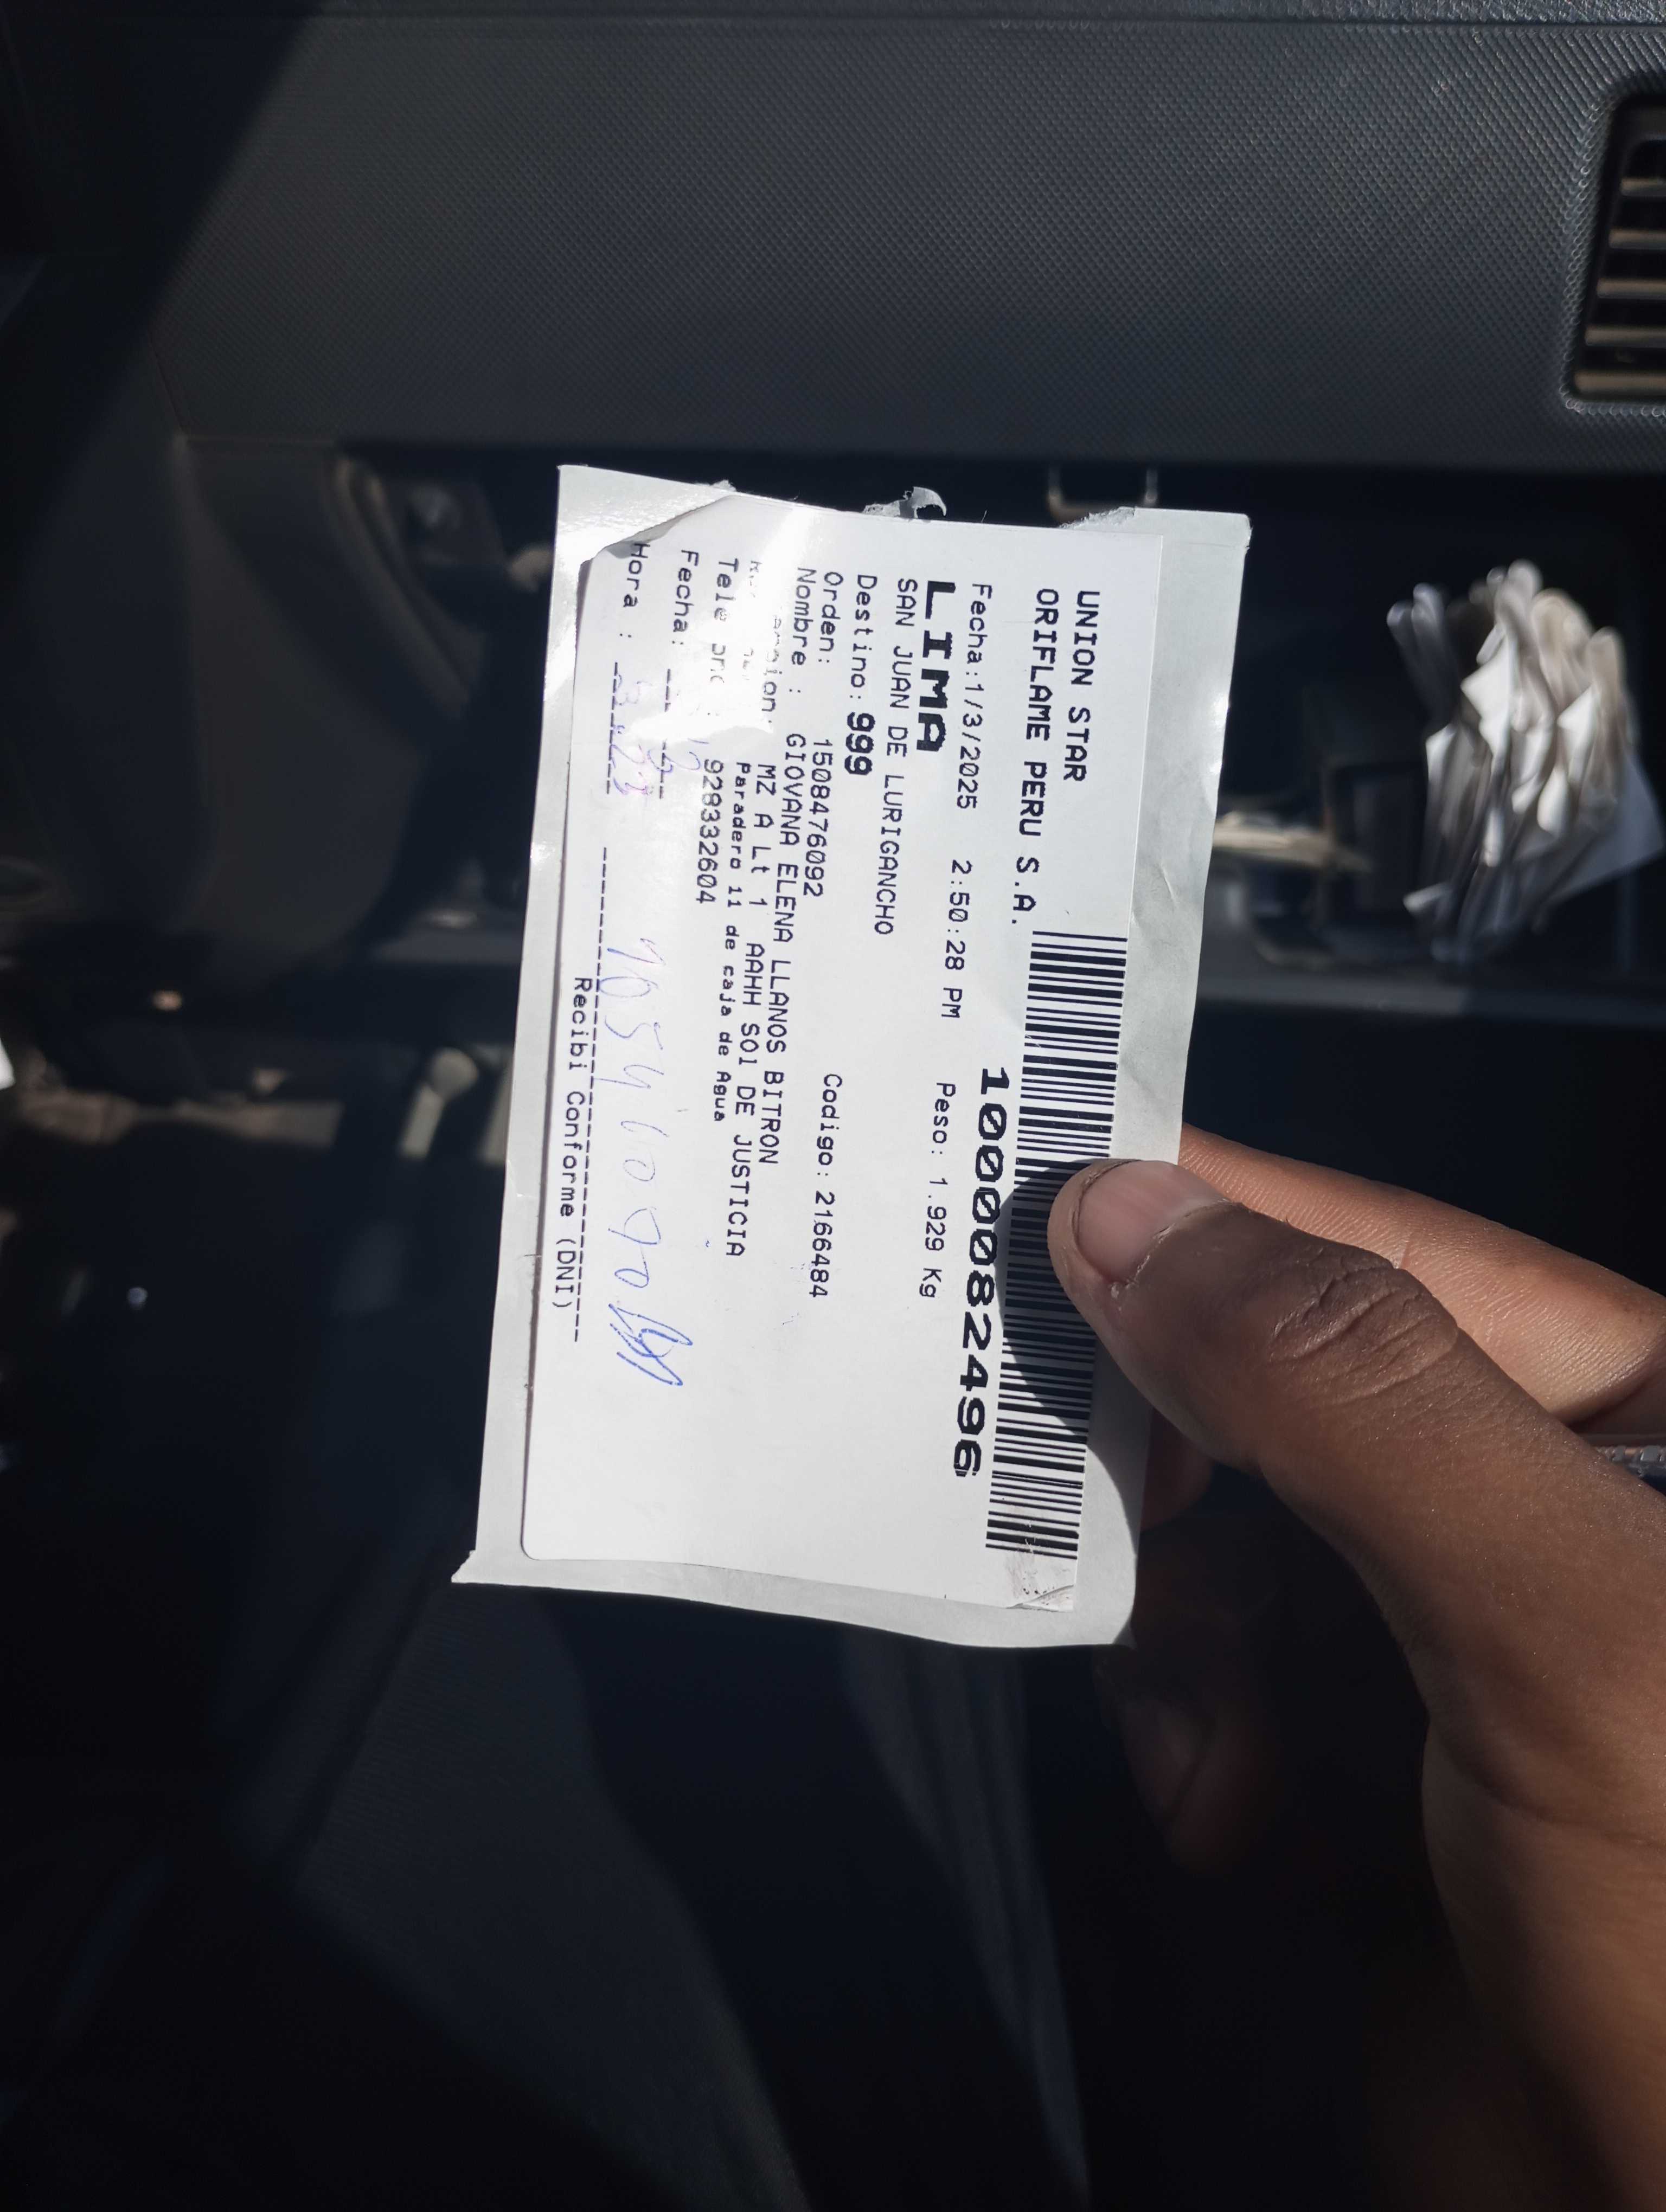 UNION STAR
ORIFLAME PERU S.A.
Fecha:1/3/2025 2:50:28 PM 1000082496
LIMA Peso: 1.929 Kg
SAN JUAN DE LURIGANCHO
Destino: 999
Orden: 1508476092 Codigo: 2166484
Nombre : GIOVANA ELENA LLANOS BITRON
MZ A Lt 1 AAHH SOl DE JUSTICIA
Paradero 11 de caja de Agua
: 928332604
Fecha:
Hora :
Recibi Conforme (DNI)